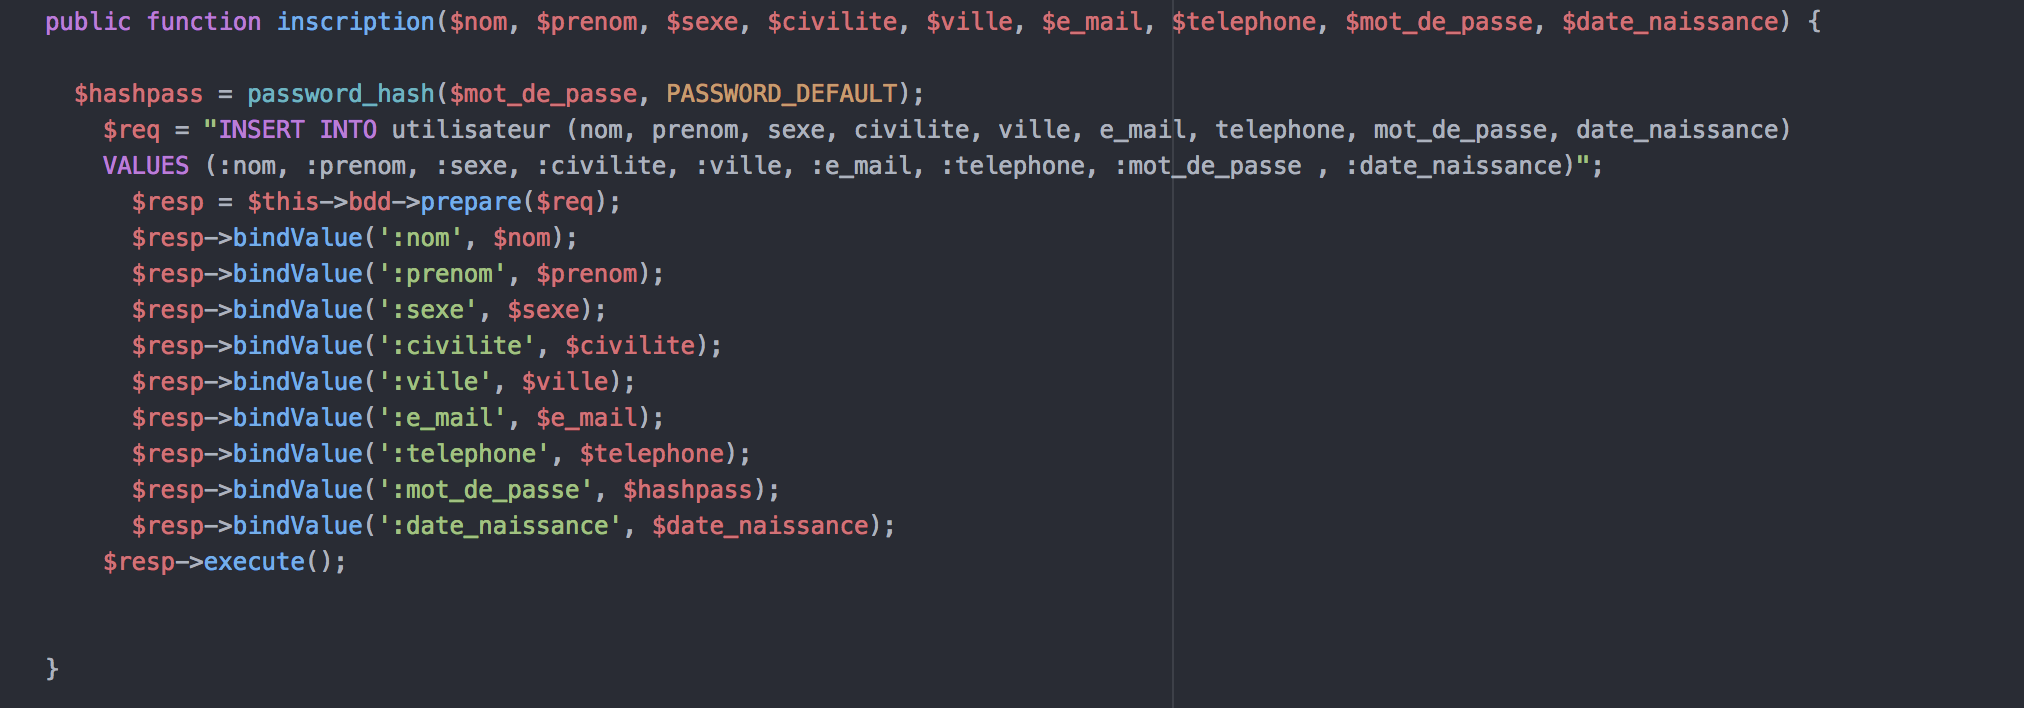 public function inscription($nom, $prenom, $sexe, $civilite, $ville, $e_mail, $telephone, $mot_de_passe, $date_naissance) {
$hashpass = password_hash($mot_de_passe, PASSWORD_DEFAULT);
$req = "INSERT INTO utilisateur (nom, prenom, sexe, civilite, ville, e_mail, telephone, mot_de_passe, date_naissance)
VALUES (:nom, :prenom, :sexe, :civilite, :ville, :e_mail, :telephone, :mot_de_passe , :date_naissance)";
$resp = $this->bdd->prepare($req);
$resp->bindValue(':nom', $nom);
$resp->bindValue(':prenom', $prenom);
$resp->bindValue(':sexe', $sexe);
$resp->bindValue(':civilite', $civilite);
$resp->bindValue(':ville', $ville);
$resp->bindValue(':e_mail', $e_mail);
$resp->bindValue(':telephone', $telephone);
$resp->bindValue(':mot_de_passe', $hashpass);
$resp->bindValue(':date_naissance', $date_naissance);
$resp->execute();
}